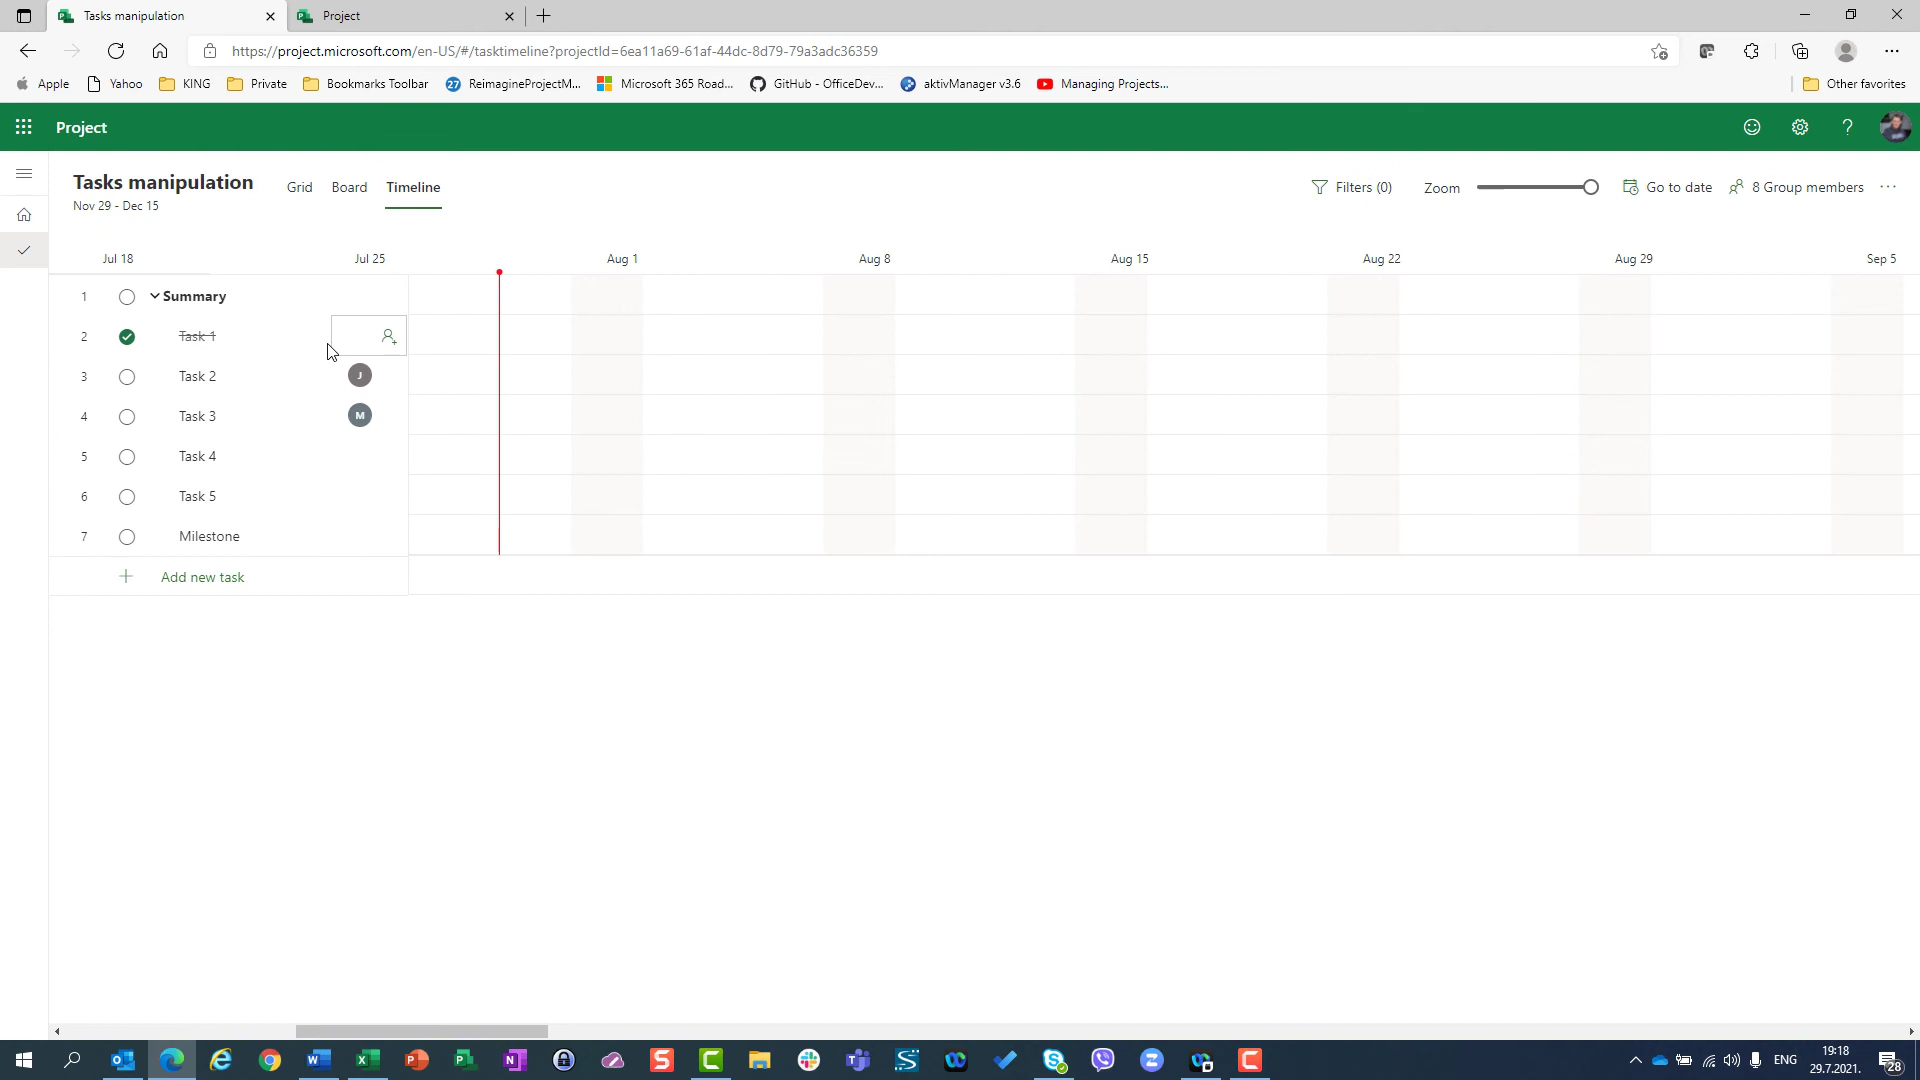 Tasks manipulation
Project
https://project.microsoft.com/en-US/#/tasktimeline?projectId=6ea11a69-61af-44dc-8d79-79a3adc36359
Apple Yahoo KING Private Bookmarks Toolbar 27 ReimagineProjectM... Microsoft 365 Road... GitHub - OfficeDev... aktivManager v3.6 Managing Projects... Other favorites
Project
Tasks manipulation Grid Board Timeline Filters (0) Zoom Go to date 8 Group members
Nov 29 - Dec 15
Jul 18 Jul 25 Aug 1 Aug 8 Aug 15 Aug 22 Aug 29 Sep 5
1 Summary
2 Task 1
3 Task 2 J
4 Task 3 M
5 Task 4
6 Task 5
7 Milestone
Add new task
ENG
19:18
29.7.2021.
28